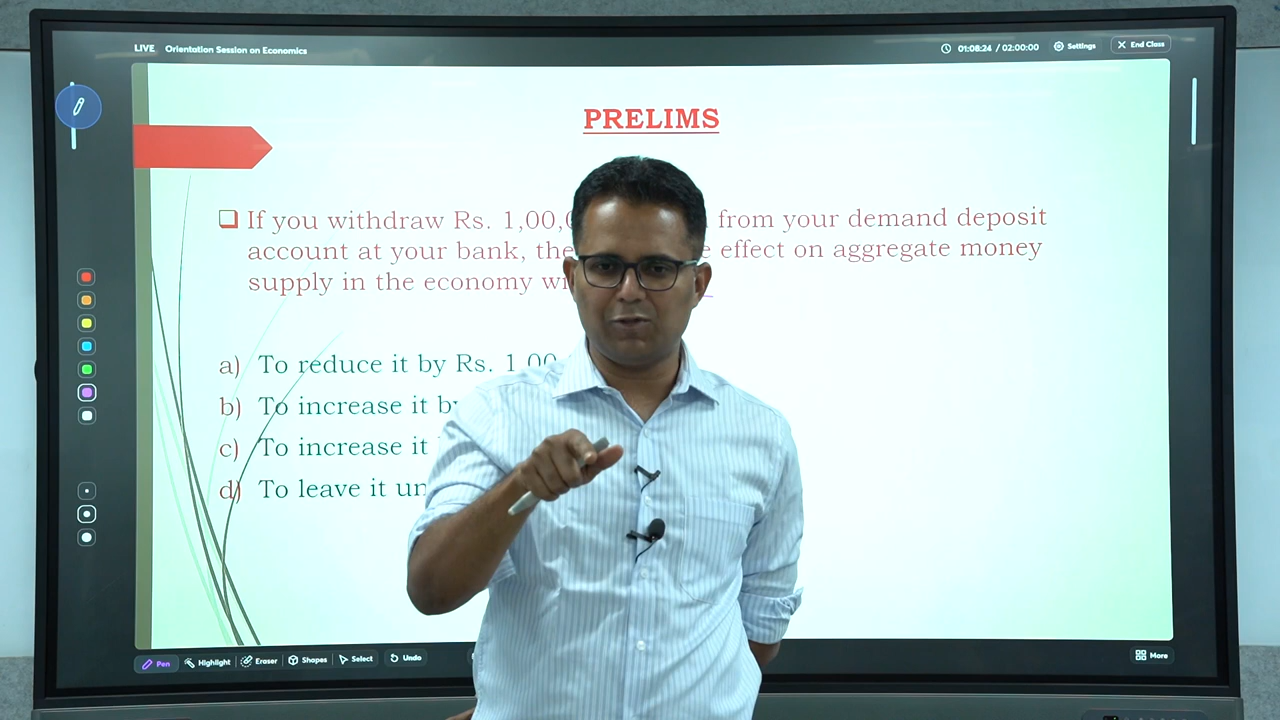 LIVE Orientation Session on Economics
01:08:24 / 02:00:00 Settings X End Class
PRELIMS
If you withdraw Rs. 1,00, from your demand deposit
account at your bank, the effect on aggregate money
supply in the economy
a) To reduce it by Rs. 1,00
b) To increase it by
c) To increase it
d) To leave it
Pen Highlight Eraser Shapes Select Undo
More